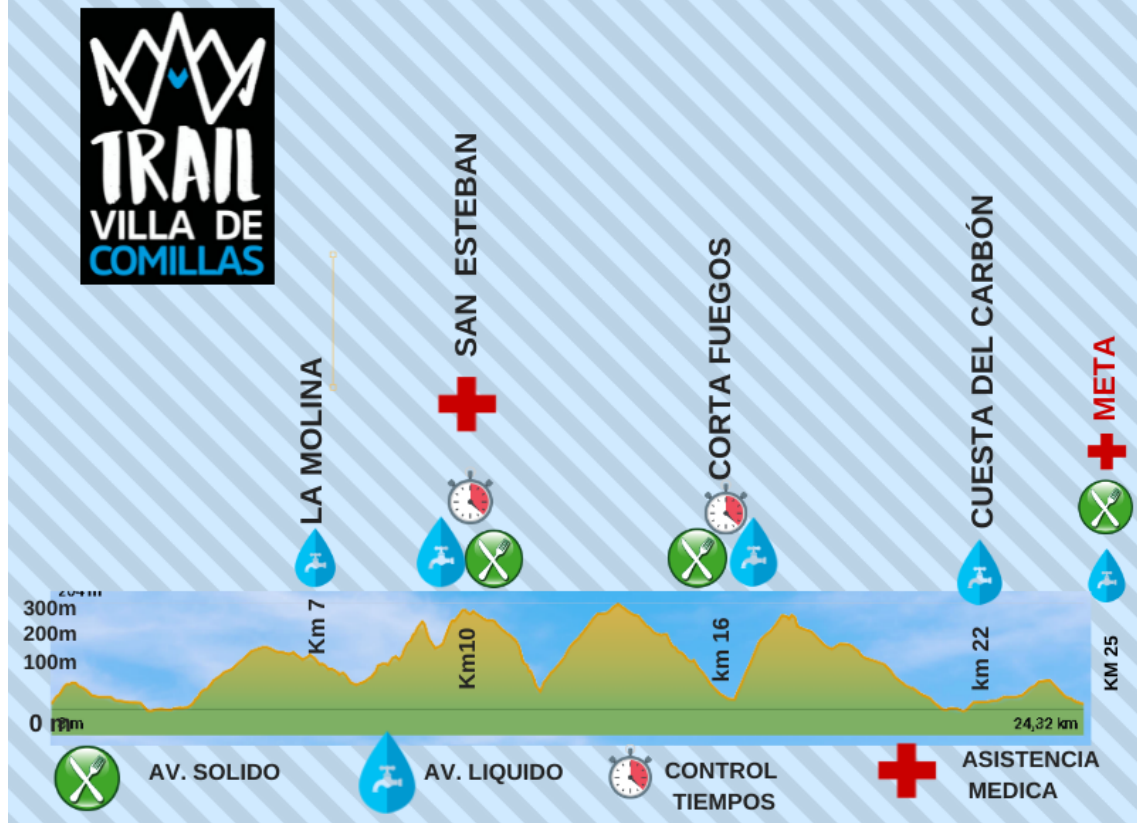 TRAIL
VILLA DE
COMILLAS
LA MOLINA
SAN ESTEBAN
CORTA FUEGOS
CUESTA DEL CARBÓN
META
300m
200m
100m
0 m
Km 7
Km10
km 16
km 22
KM 25
24,32 km
AV. SOLIDO
AV. LIQUIDO
CONTROL
TIEMPOS
ASISTENCIA
MEDICA